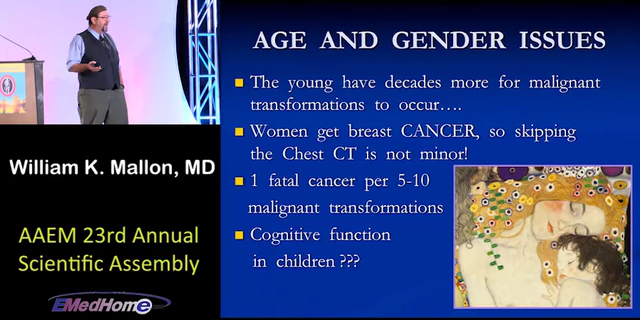 William K. Mallon, MD
AAEM 23rd Annual
Scientific Assembly
EMedHome
AGE AND GENDER ISSUES
The young have decades more for malignant
transformations to occur....
Women get breast CANCER, so skipping
the Chest CT is not minor!
1 fatal cancer per 5-10
malignant transformations
Cognitive function
in children ???